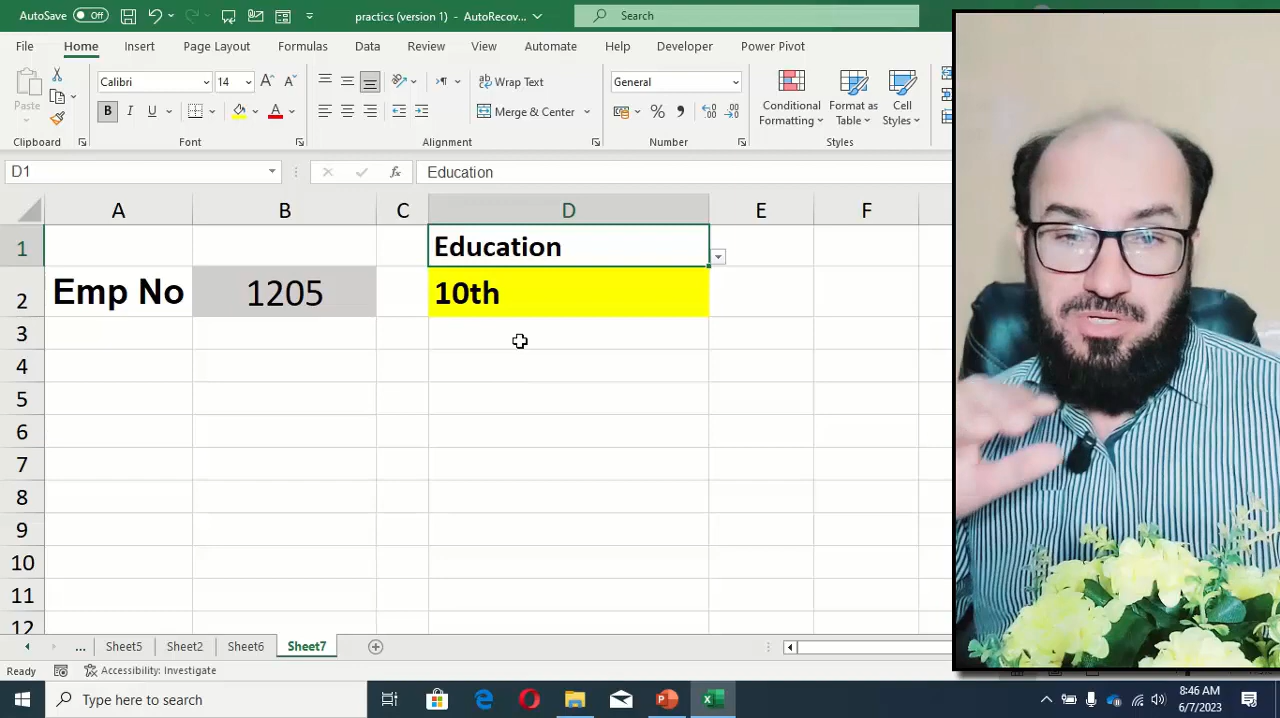 AutoSave Off practics (version 1) - AutoRecov... Search
File Home Insert Page Layout Formulas Data Review View Automate Help Developer Power Pivot
Paste Calibri 14 Wrap Text General Conditional Formatting Format as Table Cell Styles
B I U Merge & Center
Clipboard Font Alignment Number Styles
D1 fx Education
A B C D E F
1 Education
2 Emp No 1205 10th
3
4
5
6
7
8
9
10
11
12
... Sheet5 Sheet2 Sheet6 Sheet7
Ready Accessibility: Investigate
Type here to search 8:46 AM
6/7/2023